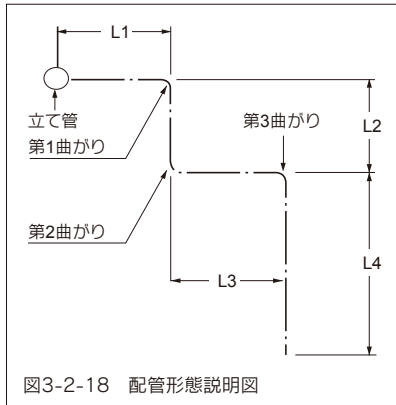 L1
立て管
第1曲がり
第3曲がり
L2
第2曲がり
L3
L4
図3-2-18 配管形態説明図